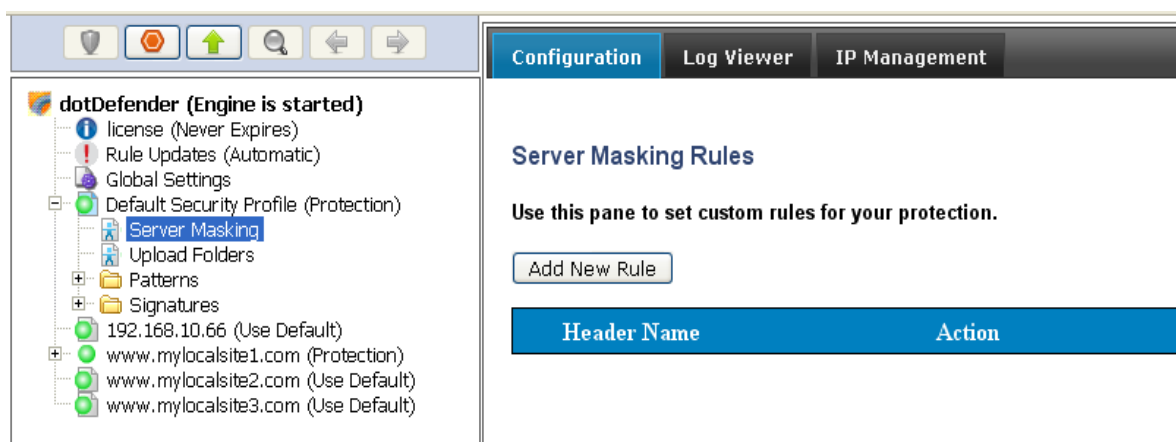 dotDefender (Engine is started)
license (Never Expires)
Rule Updates (Automatic)
Global Settings
Default Security Profile (Protection)
Server Masking
Upload Folders
Patterns
Signatures
192.168.10.66 (Use Default)
www.mylocalsite1.com (Protection)
www.mylocalsite2.com (Use Default)
www.mylocalsite3.com (Use Default)
Configuration Log Viewer IP Management
Server Masking Rules
Use this pane to set custom rules for your protection.
Add New Rule
Header Name Action